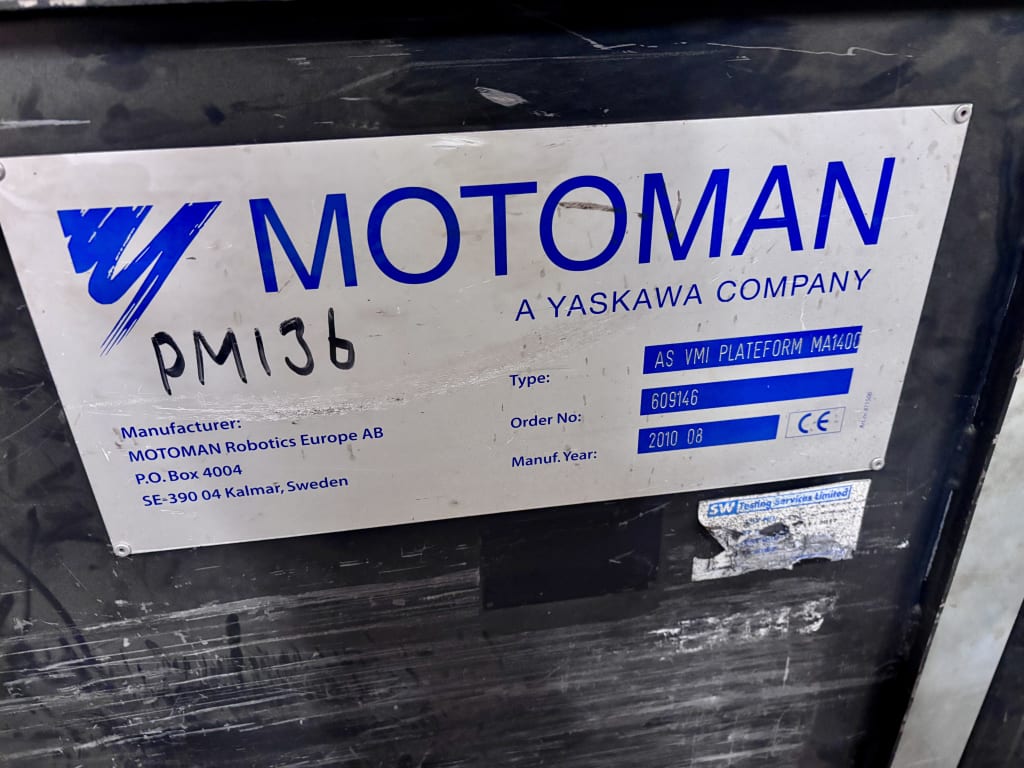 MOTOMAN
A YASKAWA COMPANY
PM136
Type: AS VMI PLATEFORM MA1400
Order No: 609146
Manuf. Year: 2010 08
CE
Manufacturer:
MOTOMAN Robotics Europe AB
P.O. Box 4004
SE-390 04 Kalmar, Sweden
SW Testing Services Limited